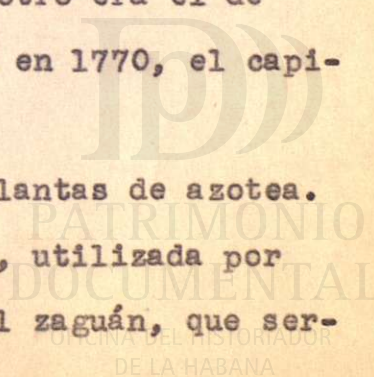 en 1770, el capi-
lantas de azotea.
, utilizada por
l zaguán, que ser-
PATRIMONIO
DOCUMENTAL
OFICINA DEL HISTORIADOR
DE LA HABANA